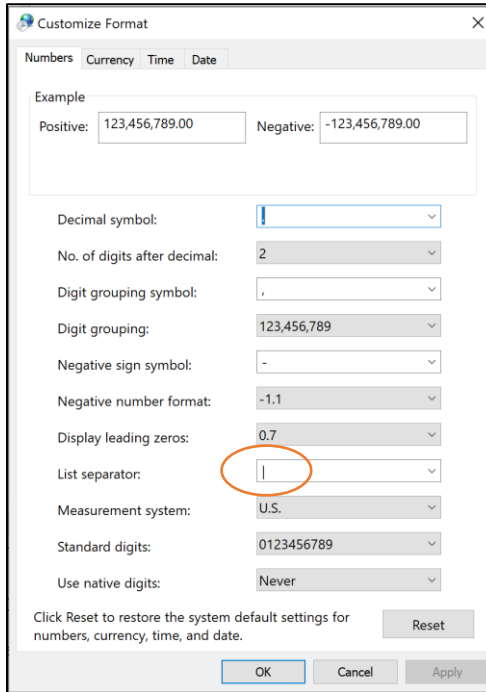 Customize Format
Numbers Currency Time Date
Example
Positive: 123,456,789.00 Negative: -123,456,789.00
Decimal symbol: .
No. of digits after decimal: 2
Digit grouping symbol: ,
Digit grouping: 123,456,789
Negative sign symbol: -
Negative number format: -1.1
Display leading zeros: 0.7
List separator: |
Measurement system: U.S.
Standard digits: 0123456789
Use native digits: Never
Click Reset to restore the system default settings for
numbers, currency, time, and date.
Reset
OK Cancel Apply